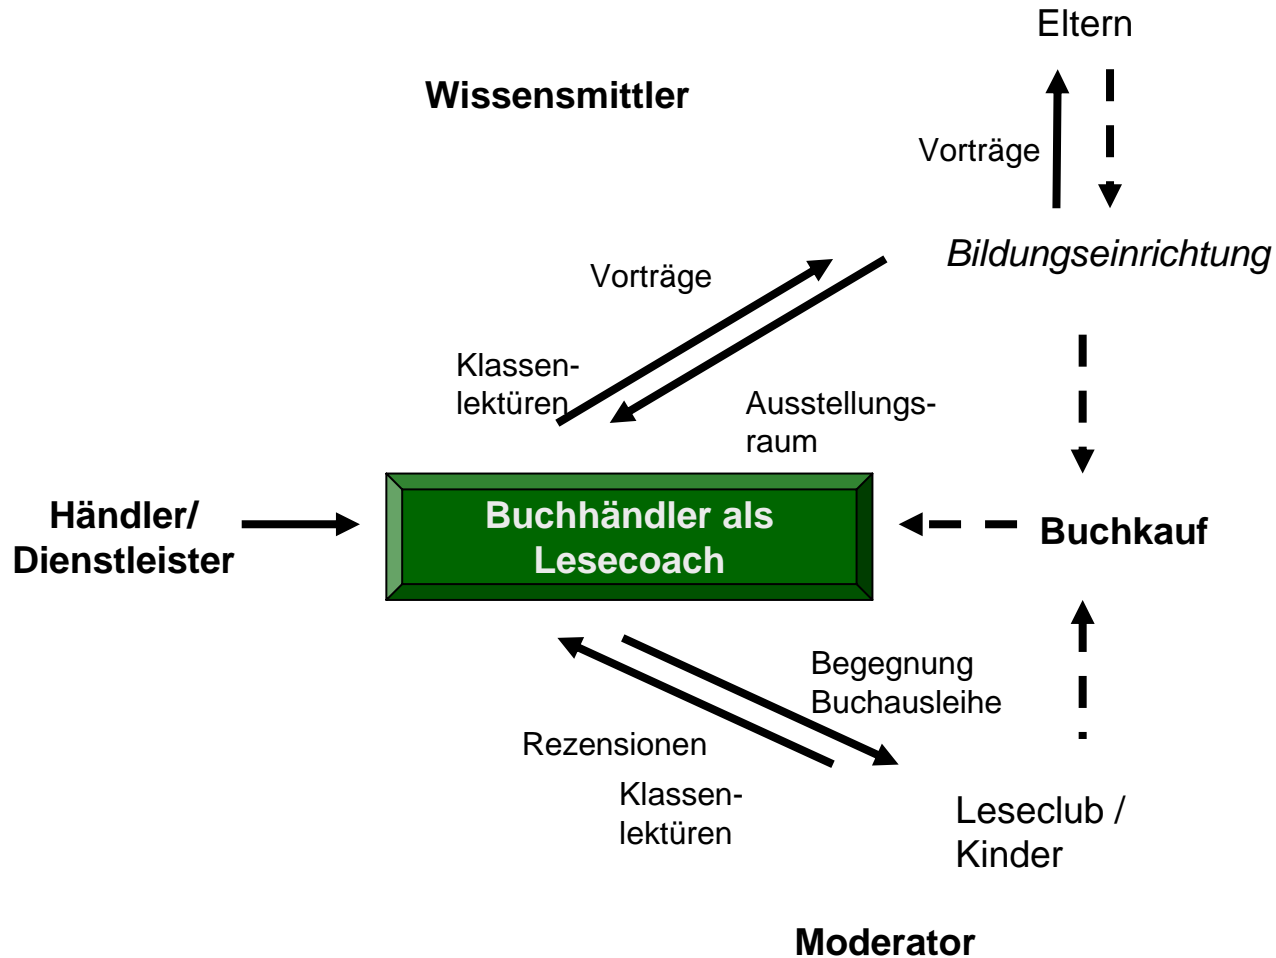 Eltern
Wissensmittler
Vorträge
Bildungseinrichtung
Vorträge
Klassen-
lektüren
Ausstellungs-
raum
Händler/
Dienstleister
Buchhändler als
Lesecoach
Buchkauf
Begegnung
Buchausleihe
Rezensionen
Klassen-
lektüren
Leseclub /
Kinder
Moderator